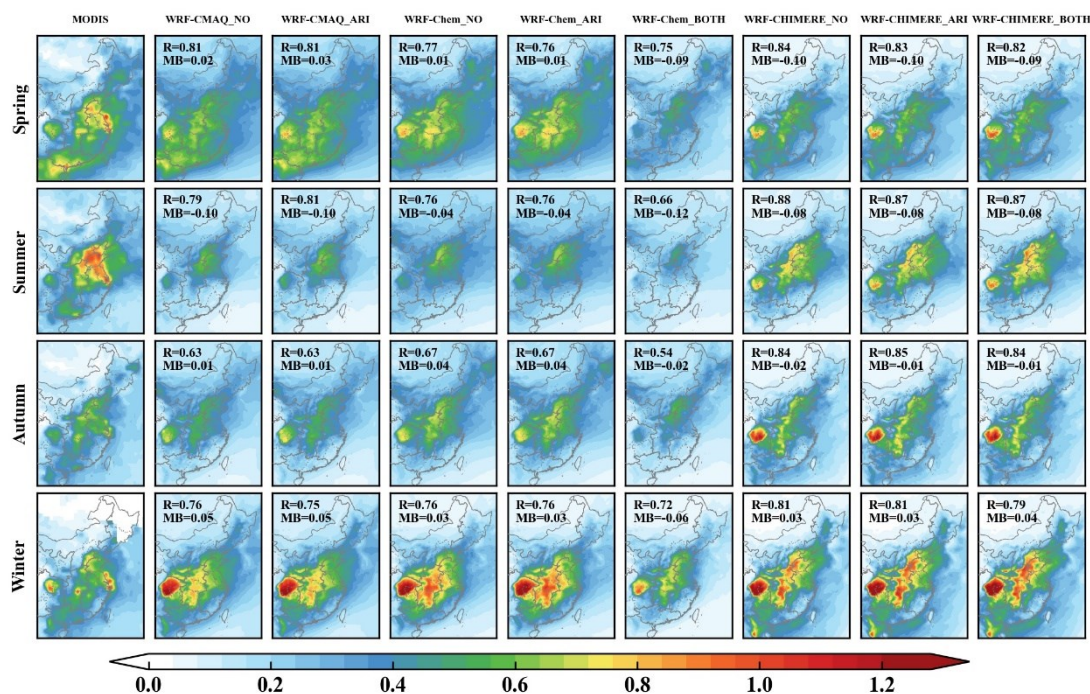 MODIS WRF-CMAQ_NO WRF-CMAQ_ARI WRF-Chem_NO WRF-Chem_ARI WRF-Chem_BOTH WRF-CHIMERE_NO WRF-CHIMERE_ARI WRF-CHIMERE_BOTH
Spring
R=0.81 R=0.81 R=0.77 R=0.76 R=0.75 R=0.84 R=0.83 R=0.82
MB=0.02 MB=0.03 MB=0.01 MB=0.01 MB=-0.09 MB=-0.10 MB=-0.10 MB=-0.09
Summer
R=0.79 R=0.81 R=0.76 R=0.76 R=0.66 R=0.88 R=0.87 R=0.87
MB=-0.10 MB=-0.10 MB=-0.04 MB=-0.04 MB=-0.12 MB=-0.08 MB=-0.08 MB=-0.08
Autumn
R=0.63 R=0.63 R=0.67 R=0.67 R=0.54 R=0.84 R=0.85 R=0.84
MB=0.01 MB=0.01 MB=0.04 MB=0.04 MB=-0.02 MB=-0.02 MB=-0.01 MB=-0.01
Winter
R=0.76 R=0.75 R=0.76 R=0.76 R=0.72 R=0.81 R=0.81 R=0.79
MB=0.05 MB=0.05 MB=0.03 MB=0.03 MB=-0.06 MB=0.03 MB=0.03 MB=0.04
0.0 0.2 0.4 0.6 0.8 1.0 1.2